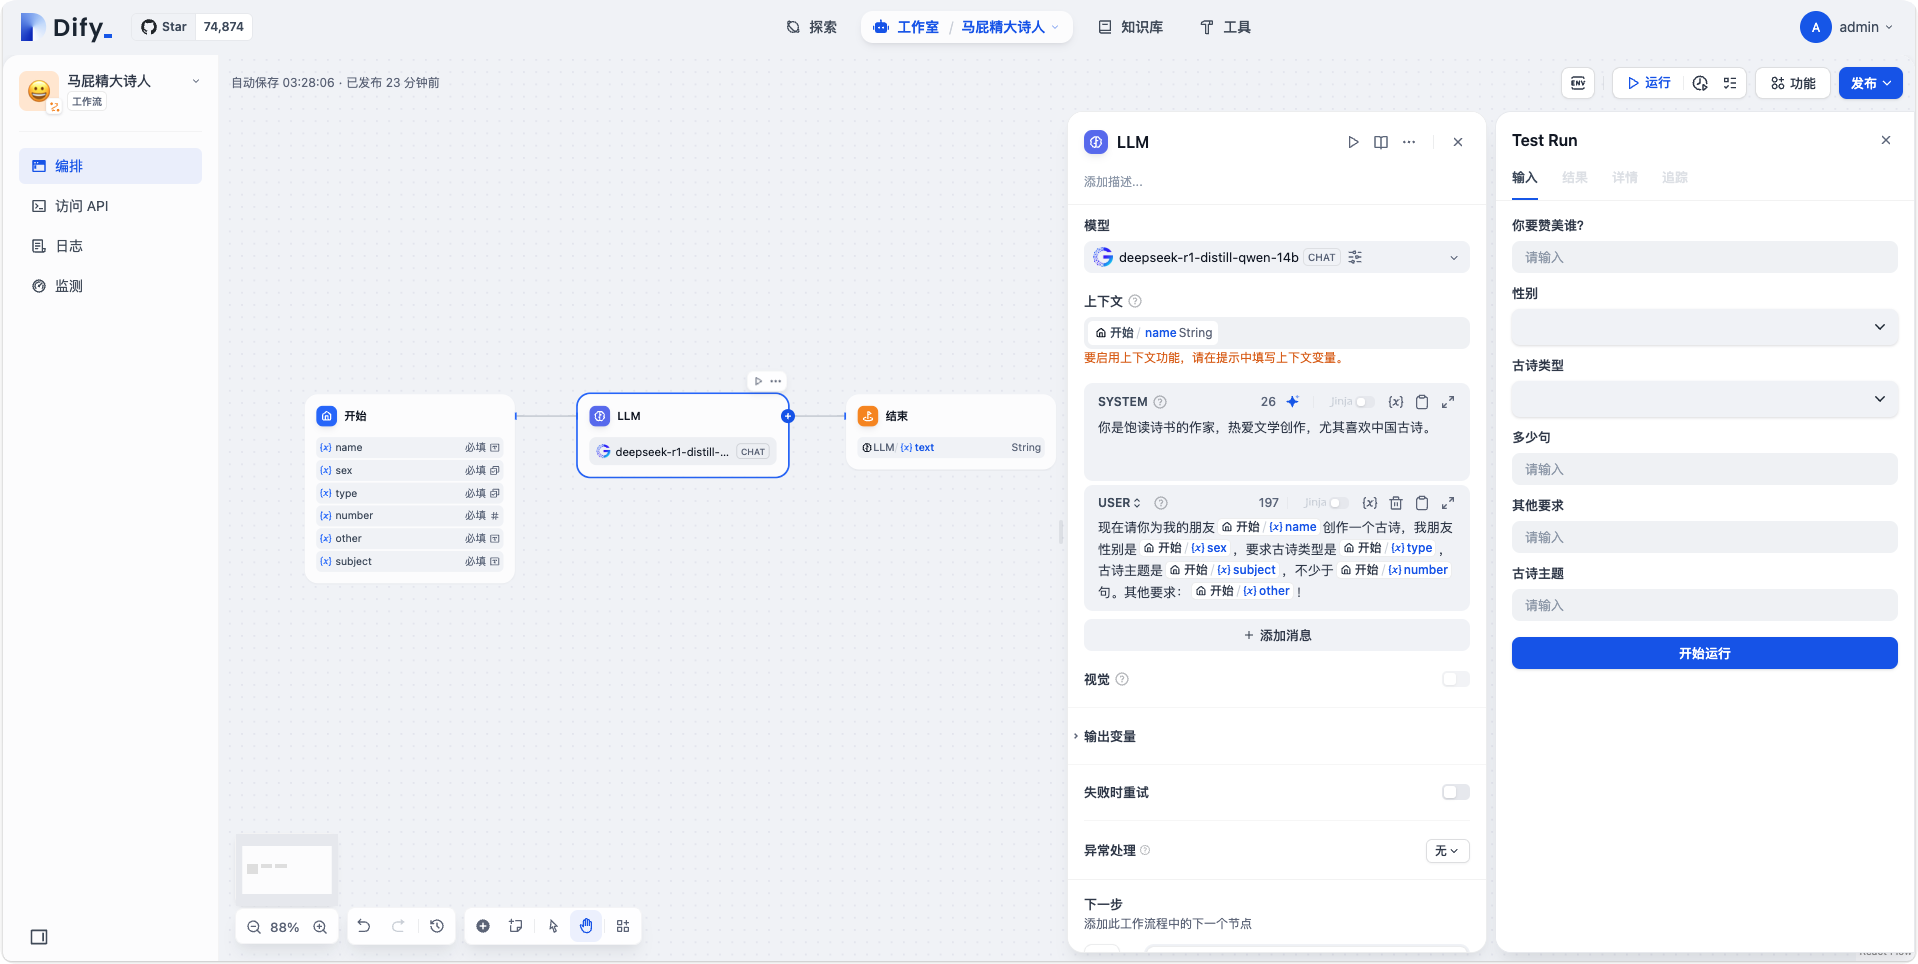 Dify_
Star 74,874
探索
工作室 / 马屁精大诗人
知识库
工具
A admin
马屁精大诗人
工作流
编排
访问 API
日志
监测
自动保存 03:28:06 · 已发布 23 分钟前
ENV
运行
功能
发布
开始
{x} name 必填
{x} sex 必填
{x} type 必填
{x} number 必填 #
{x} other 必填
{x} subject 必填
LLM
deepseek-r1-distill-... CHAT
结束
LLM/ {x} text String
88%
LLM
添加描述...
模型
deepseek-r1-distill-qwen-14b CHAT
上下文
开始 / name String
要启用上下文功能，请在提示中填写上下文变量。
SYSTEM 26 Jinja {x}
你是饱读诗书的作家，热爱文学创作，尤其喜欢中国古诗。
USER 197 Jinja {x}
现在请你为我的朋友 开始 / {x} name 创作一个古诗，我朋友
性别是 开始 / {x} sex ，要求古诗类型是 开始 / {x} type ，
古诗主题是 开始 / {x} subject ，不少于 开始 / {x} number
句。其他要求： 开始 / {x} other ！
+ 添加消息
视觉
输出变量
失败时重试
异常处理
无
下一步
添加此工作流程中的下一个节点
Test Run
输入 结果 详情 追踪
你要赞美谁?
请输入
性别
古诗类型
多少句
请输入
其他要求
请输入
古诗主题
请输入
开始运行